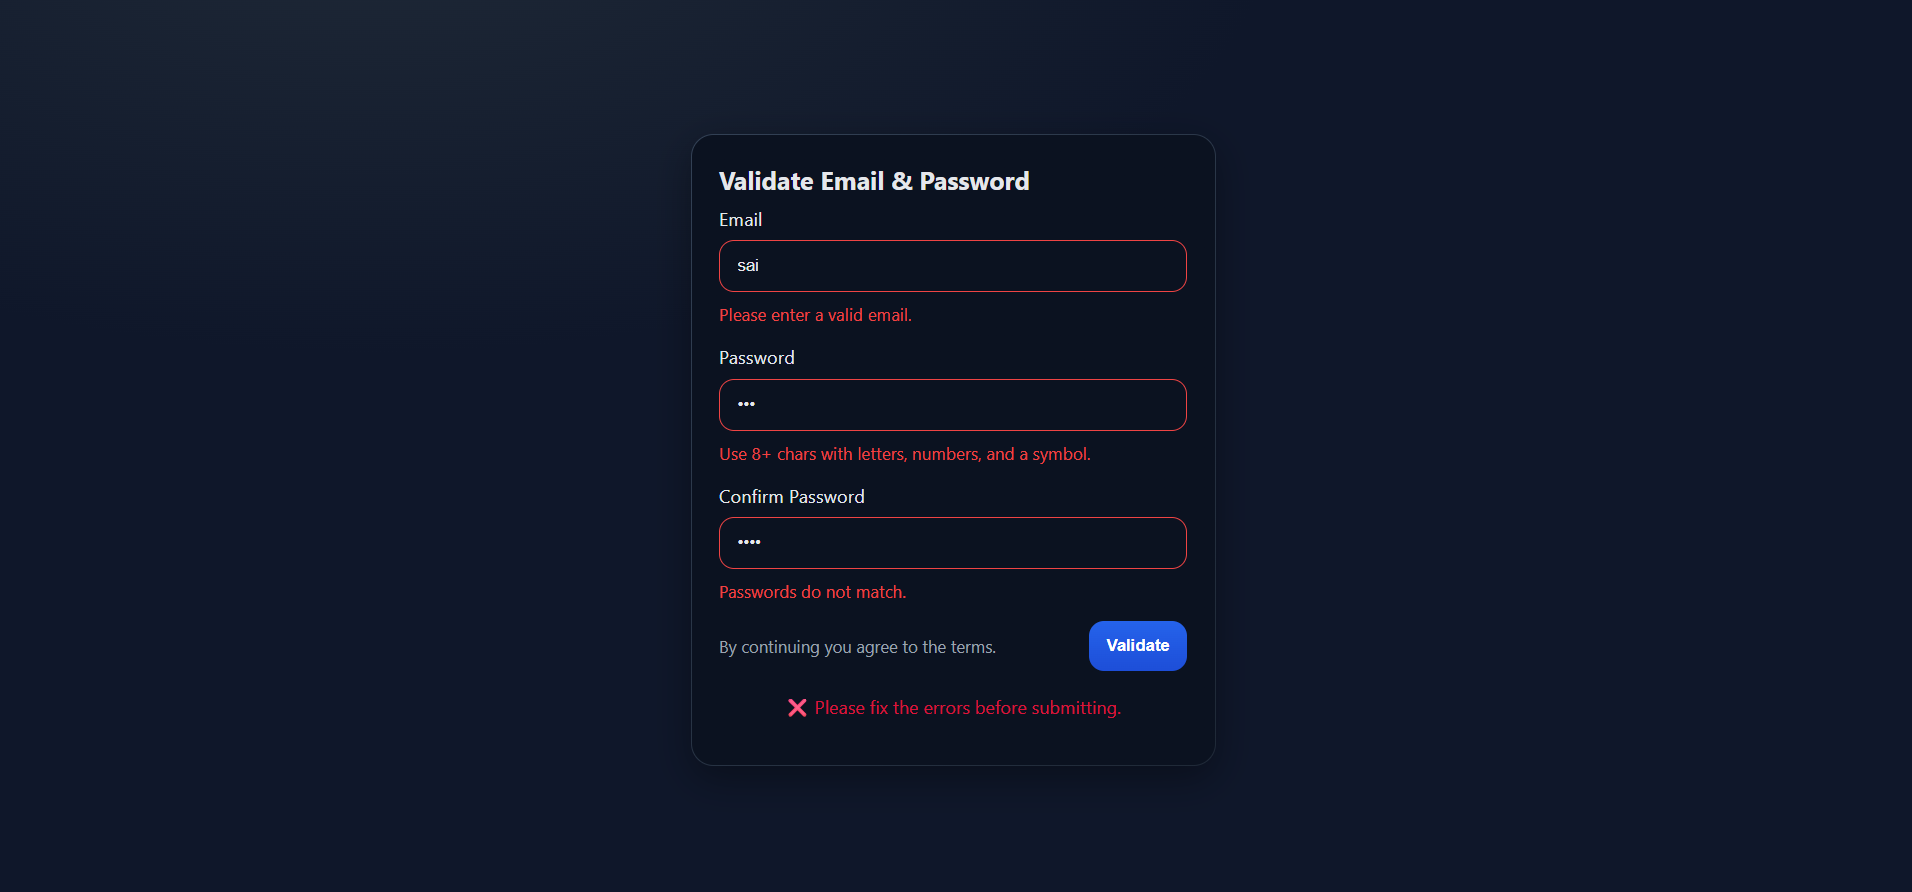 Validate Email & Password
Email
sai
Please enter a valid email.
Password
•••
Use 8+ chars with letters, numbers, and a symbol.
Confirm Password
••••
Passwords do not match.
By continuing you agree to the terms.
Validate
❌ Please fix the errors before submitting.